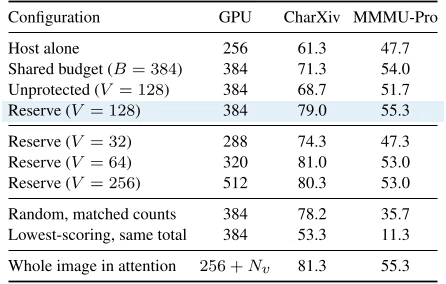 Configuration GPU CharXiv MMMU-Pro
Host alone 256 61.3 47.7
Shared budget (B = 384) 384 71.3 54.0
Unprotected (V = 128) 384 68.7 51.7
Reserve (V = 128) 384 79.0 55.3
Reserve (V = 32) 288 74.3 47.3
Reserve (V = 64) 320 81.0 53.0
Reserve (V = 256) 512 80.3 53.0
Random, matched counts 384 78.2 35.7
Lowest-scoring, same total 384 53.3 11.3
Whole image in attention 256 + Nᵥ 81.3 55.3